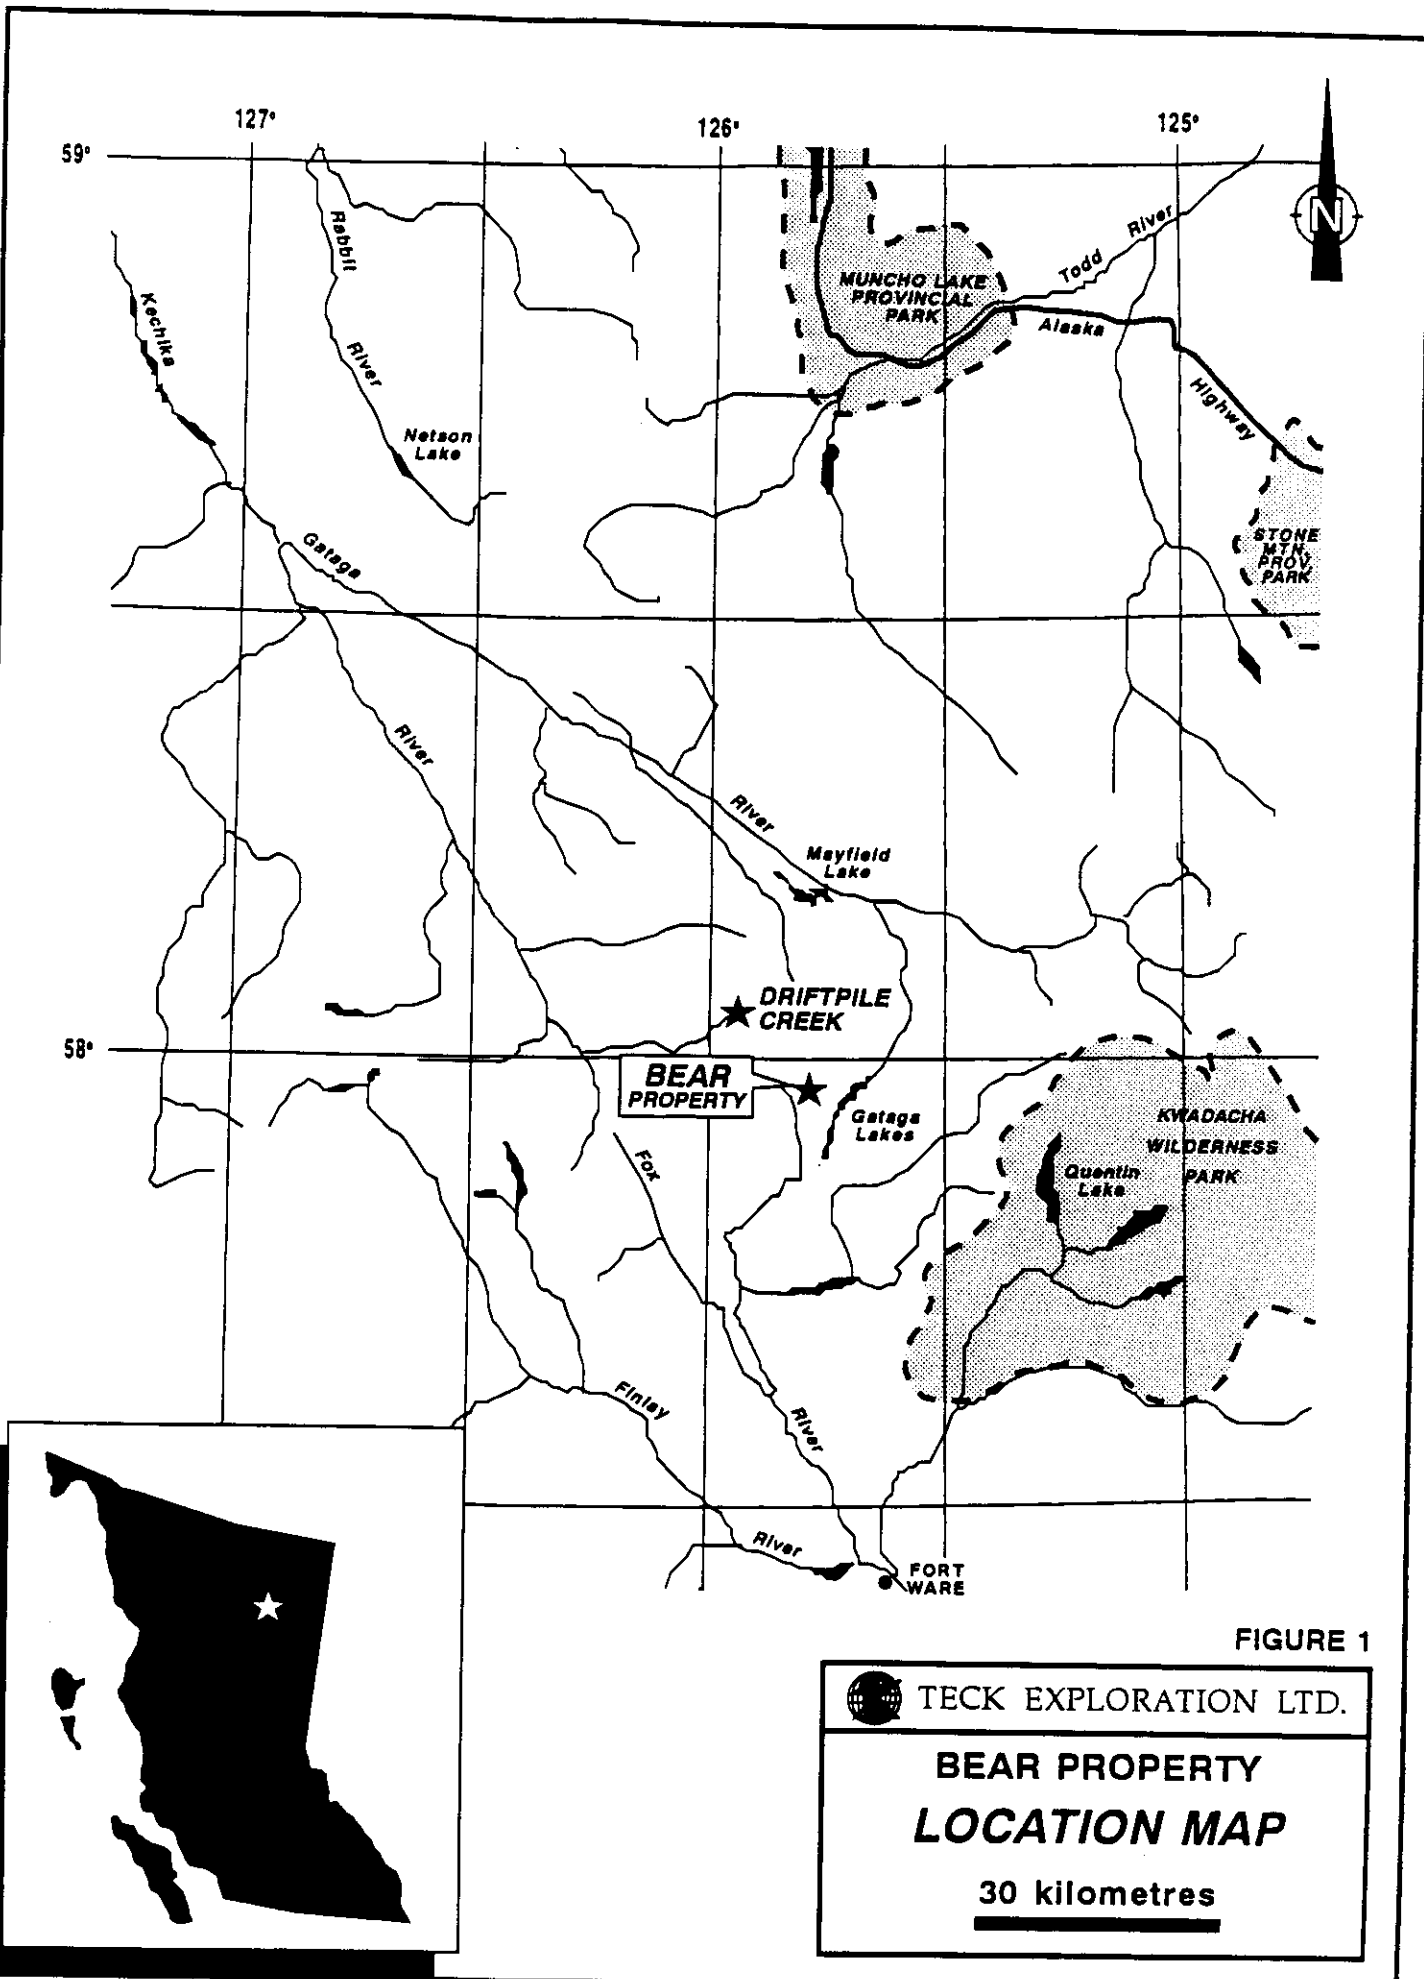 127°
126°
125°
59°
N
Rabbit
River
Kechika
Netson
Lake
MUNCHO LAKE
PROVINCIAL
PARK
Todd
River
Alaska
Highway
STONE
MTN.
PROV.
PARK
Gataga
River
River
Mayfield
Lake
DRIFTPILE
CREEK
58°
BEAR
PROPERTY
Gataga
Lakes
KWADACHA
WILDERNESS
PARK
Quentin
Lake
Fox
River
Finlay
River
FORT
WARE
FIGURE 1
TECK EXPLORATION LTD.
BEAR PROPERTY
LOCATION MAP
30 kilometres